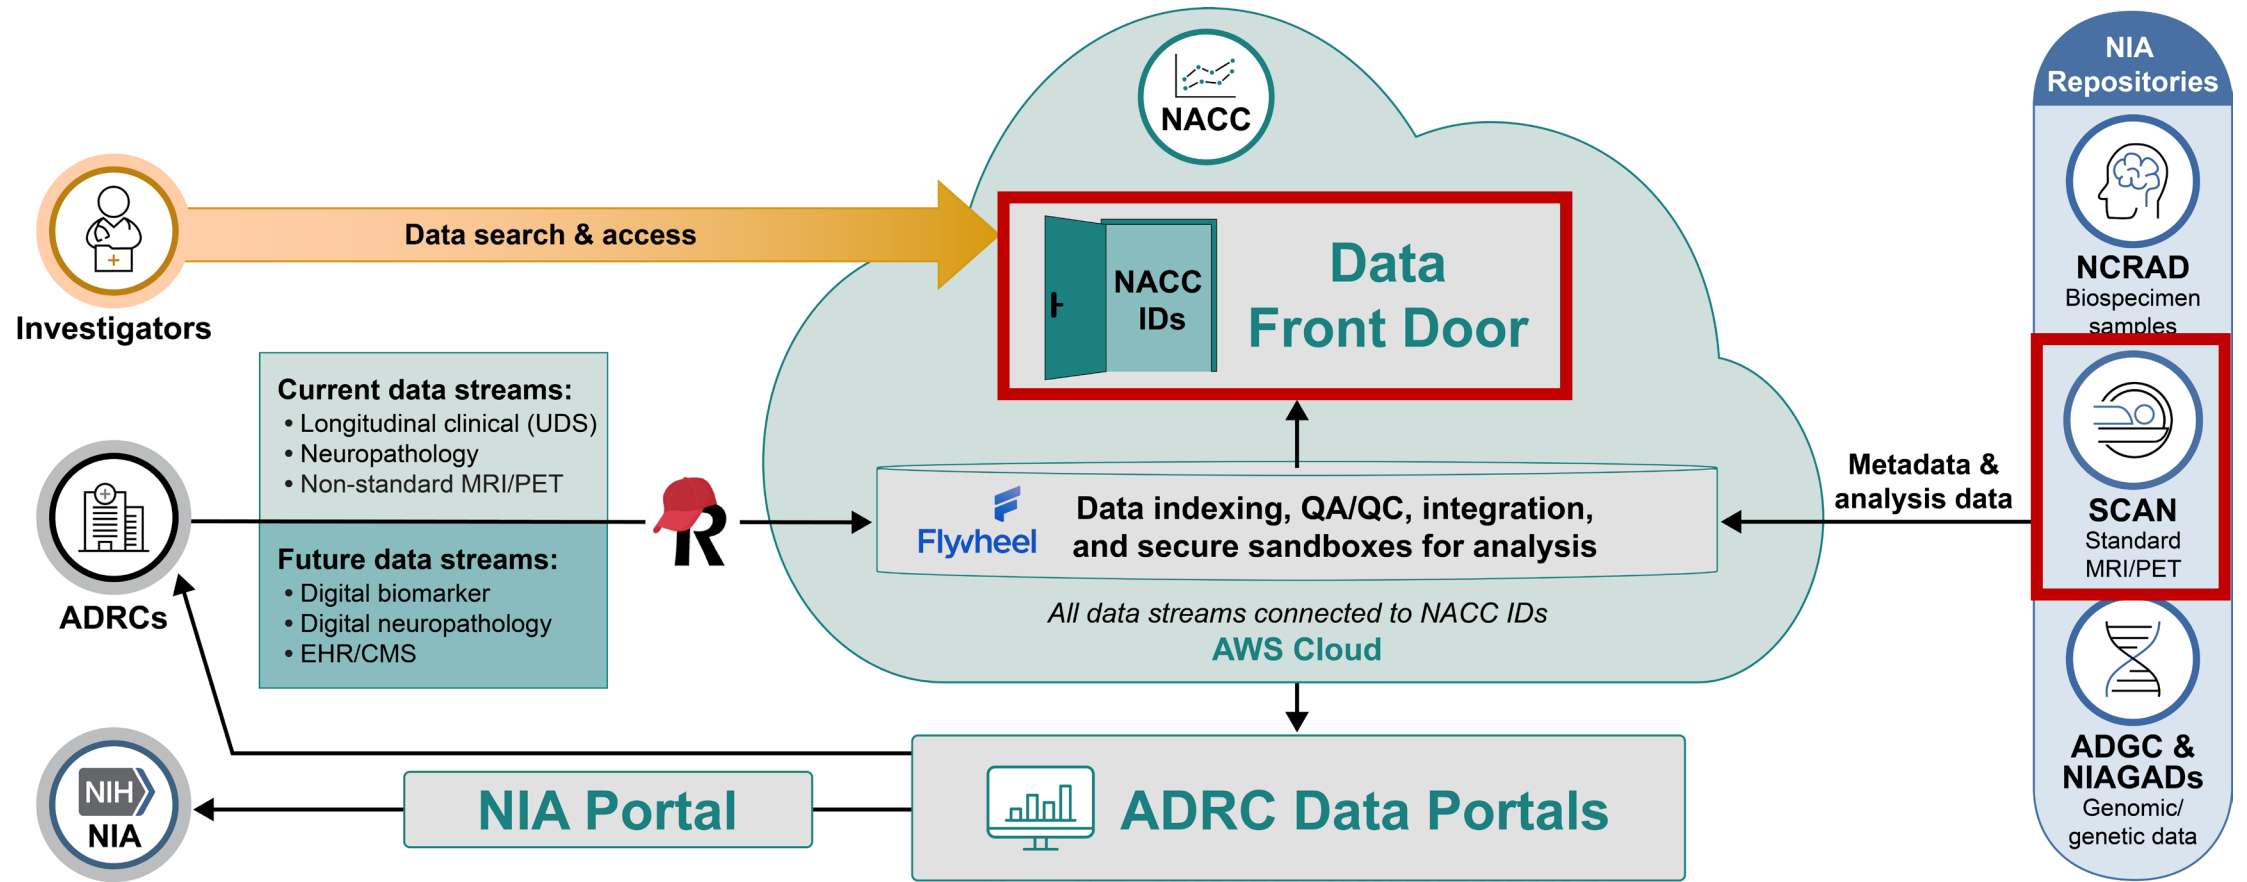 NACC
Data search & access
Investigators
NACC
IDs
Data
Front Door
Current data streams:
• Longitudinal clinical (UDS)
• Neuropathology
• Non-standard MRI/PET
Future data streams:
• Digital biomarker
• Digital neuropathology
• EHR/CMS
ADRCs
R
Flywheel
Data indexing, QA/QC, integration,
and secure sandboxes for analysis
All data streams connected to NACC IDs
AWS Cloud
Metadata &
analysis data
NIH
NIA
NIA Portal
ADRC Data Portals
NIA
Repositories
NCRAD
Biospecimen
samples
SCAN
Standard
MRI/PET
ADGC &
NIAGADs
Genomic/
genetic data